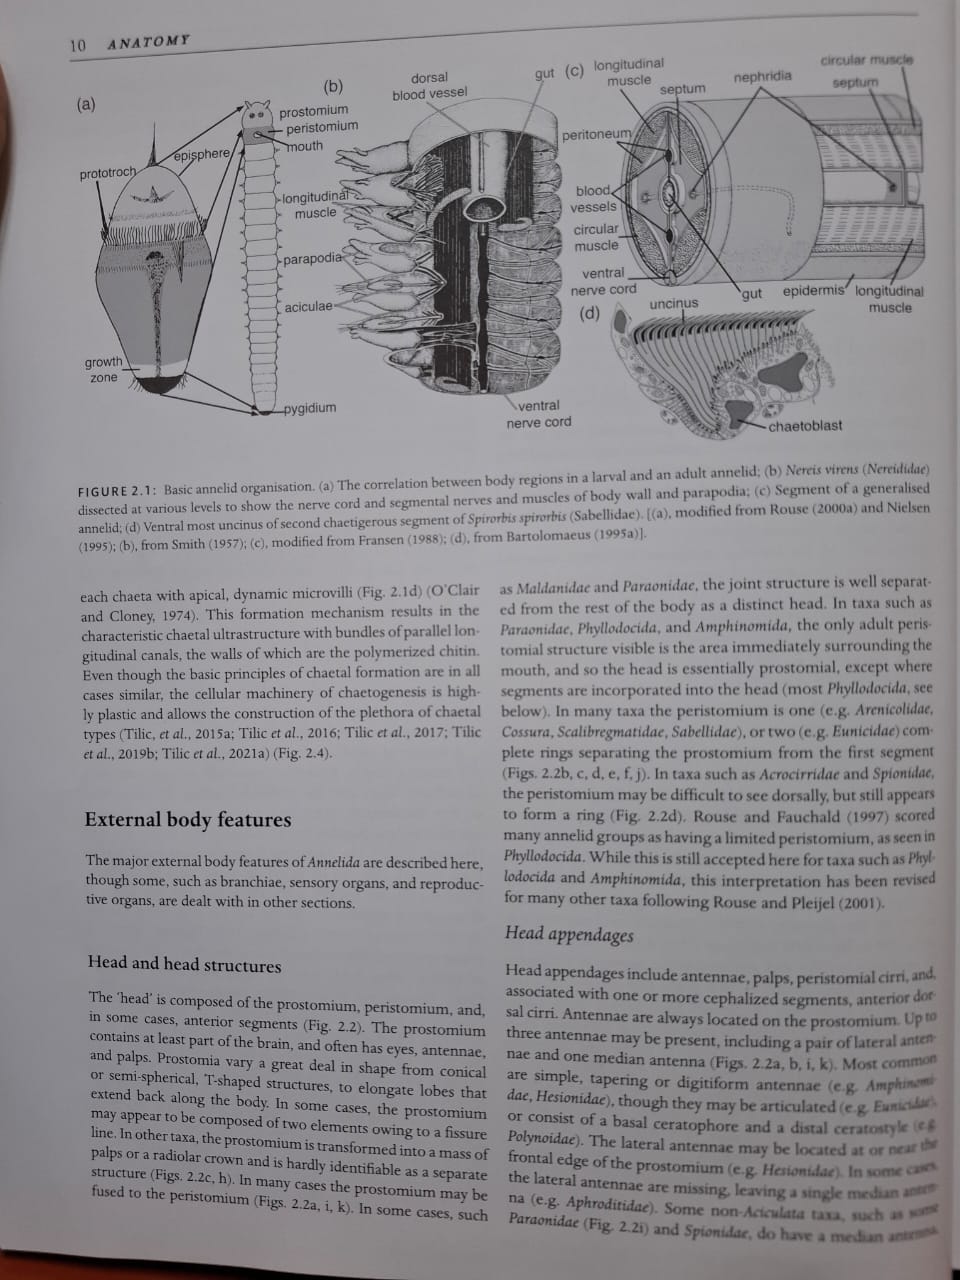 10 ANATOMY
(a)
(b)
(c)
(d)
prostomium
peristomium
mouth
episphere
prototroch
longitudinal
muscle
parapodia
aciculae
growth
zone
pygidium
dorsal
blood vessel
gut
ventral
nerve cord
longitudinal
muscle
septum
nephridia
circular muscle
septum
peritoneum
blood
vessels
circular
muscle
ventral
nerve cord
gut
epidermis
longitudinal
muscle
uncinus
chaetoblast
FIGURE 2.1: Basic annelid organisation. (a) The correlation between body regions in a larval and an adult annelid; (b) Nereis virens (Nereididae)
dissected at various levels to show the nerve cord and segmental nerves and muscles of body wall and parapodia; (c) Segment of a generalised
annelid; (d) Ventral most uncinus of second chaetigerous segment of Spirorbis spirorbis (Sabellidae). [(a), modified from Rouse (2000a) and Nielsen
(1995); (b), from Smith (1957); (c), modified from Fransen (1988); (d), from Bartolomaeus (1995a)].
each chaeta with apical, dynamic microvilli (Fig. 2.1d) (O'Clair
and Cloney, 1974). This formation mechanism results in the
characteristic chaetal ultrastructure with bundles of parallel lon-
gitudinal canals, the walls of which are the polymerized chitin.
Even though the basic principles of chaetal formation are in all
cases similar, the cellular machinery of chaetogenesis is high-
ly plastic and allows the construction of the plethora of chaetal
types (Tilic, et al., 2015a; Tilic et al., 2016; Tilic et al., 2017; Tilic
et al., 2019b; Tilic et al., 2021a) (Fig. 2.4).
External body features
The major external body features of Annelida are described here,
though some, such as branchiae, sensory organs, and reproduc-
tive organs, are dealt with in other sections.
Head and head structures
The 'head' is composed of the prostomium, peristomium, and,
in some cases, anterior segments (Fig. 2.2). The prostomium
contains at least part of the brain, and often has eyes, antennae,
and palps. Prostomia vary a great deal in shape from conical
or semi-spherical, T-shaped structures, to elongate lobes that
extend back along the body. In some cases, the prostomium
may appear to be composed of two elements owing to a fissure
line. In other taxa, the prostomium is transformed into a mass of
palps or a radiolar crown and is hardly identifiable as a separate
structure (Figs. 2.2c, h). In many cases the prostomium may be
fused to the peristomium (Figs. 2.2a, i, k). In some cases, such
as Maldanidae and Paraonidae, the joint structure is well separat-
ed from the rest of the body as a distinct head. In taxa such as
Paraonidae, Phyllodocida, and Amphinomida, the only adult peris-
tomial structure visible is the area immediately surrounding the
mouth, and so the head is essentially prostomial, except where
segments are incorporated into the head (most Phyllodocida, see
below). In many taxa the peristomium is one (e.g. Arenicolidae,
Cossura, Scalibregmatidae, Sabellidae), or two (e.g. Eunicidae) com-
plete rings separating the prostomium from the first segment
(Figs. 2.2b, c, d, e, f, j). In taxa such as Acrocirridae and Spionidae,
the peristomium may be difficult to see dorsally, but still appears
to form a ring (Fig. 2.2d). Rouse and Fauchald (1997) scored
many annelid groups as having a limited peristomium, as seen in
Phyllodocida. While this is still accepted here for taxa such as Phyl-
lodocida and Amphinomida, this interpretation has been revised
for many other taxa following Rouse and Pleijel (2001).
Head appendages
Head appendages include antennae, palps, peristomial cirri, and,
associated with one or more cephalized segments, anterior dor-
sal cirri. Antennae are always located on the prostomium. Up to
three antennae may be present, including a pair of lateral anten-
nae and one median antenna (Figs. 2.2a, b, i, k). Most common
are simple, tapering or digitiform antennae (e.g. Amphinomi-
dae, Hesionidae), though they may be articulated (e.g. Eunicidae),
or consist of a basal ceratophore and a distal ceratostyle (e.g.
Polynoidae). The lateral antennae may be located at or near the
frontal edge of the prostomium (e.g. Hesionidae). In some cases,
the lateral antennae are missing, leaving a single median anten-
na (e.g. Aphroditidae). Some non-Aciculata taxa, such as some
Paraonidae (Fig. 2.2i) and Spionidae, do have a median antenna,